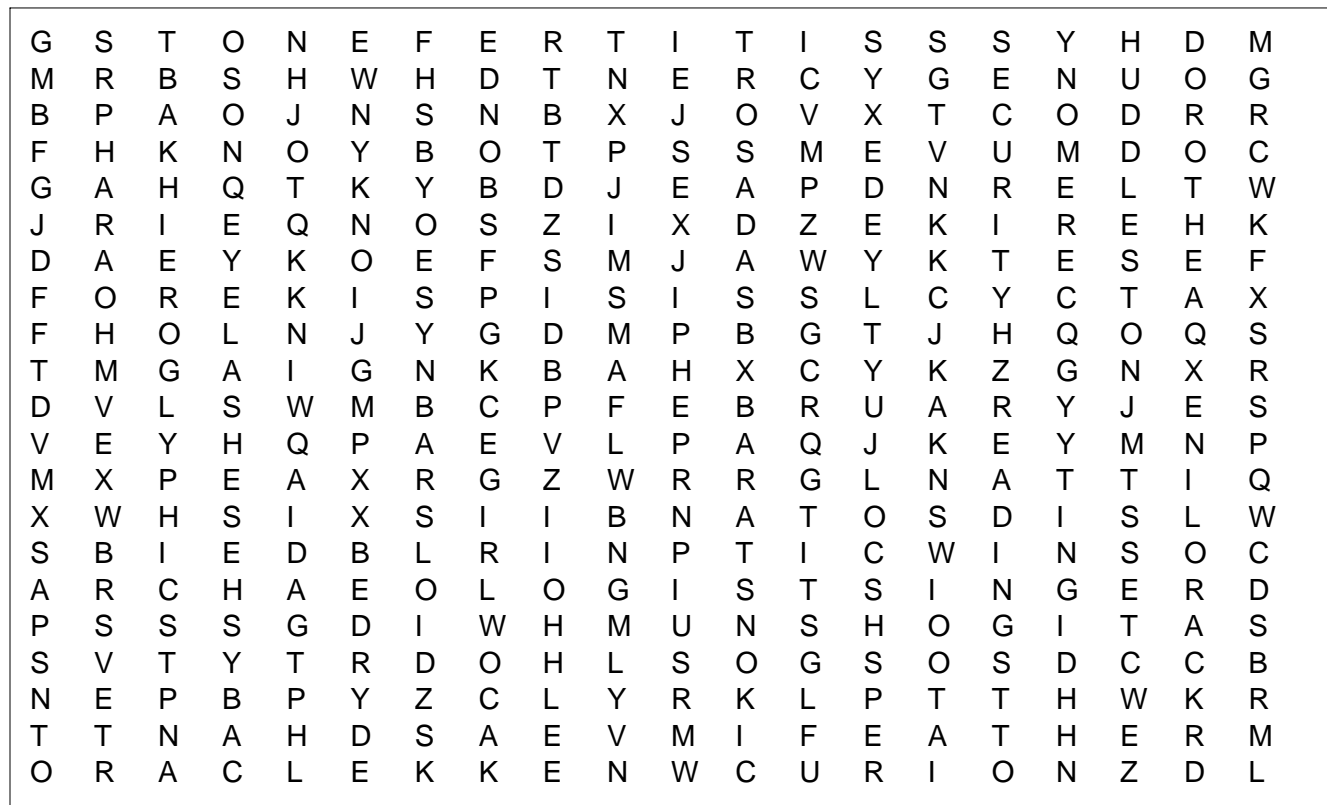 G S T O N E F E R T I T I S S S Y H D M
M R B S H W H D T N E R C Y G E N U O G
B P A O J N S N B X J O V X T C O D R R
F H K N O Y B O T P S S M E V U M D O C
G A H Q T K Y B D J E A P D N R E L T W
J R I E Q N O S Z I X D Z E K I R E H K
D A E Y K O E F S M J A W Y K T E S E F
F O R E K I S P I S I S S L C Y C T A X
F H O L N J Y G D M P B G T J H Q O Q S
T M G A I G N K B A H X C Y K Z G N X R
D V L S W M B C P F E B R U A R Y J E S
V E Y H Q P A E V L P A Q J K E Y M N P
M X P E A X R G Z W R R G L N A T T I Q
X W H S I X S I I B N A T O S D I S L W
S B I E D B L R I N P T I C W I N S O C
A R C H A E O L O G I S T S I N G E R D
P S S S G D I W H M U N S H O G I T A S
S V T Y T R D O H L S O G S O S D C C B
N E P B P Y Z C L Y R K L P T T H W K R
T T N A H D S A E V M I F E A T H E R M
O R A C L E K K E N W C U R I O N Z D L